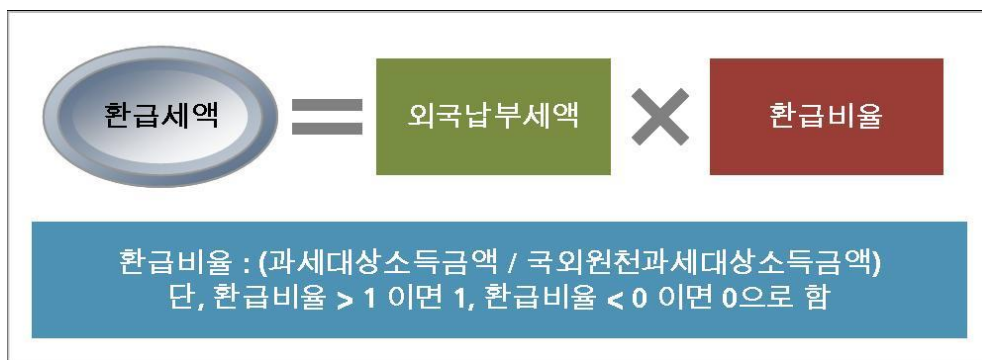 환급세액 = 외국납부세액 × 환급비율
환급비율 : (과세대상소득금액 / 국외원천과세대상소득금액)
단, 환급비율 > 1 이면 1, 환급비율 < 0 이면 0으로 함